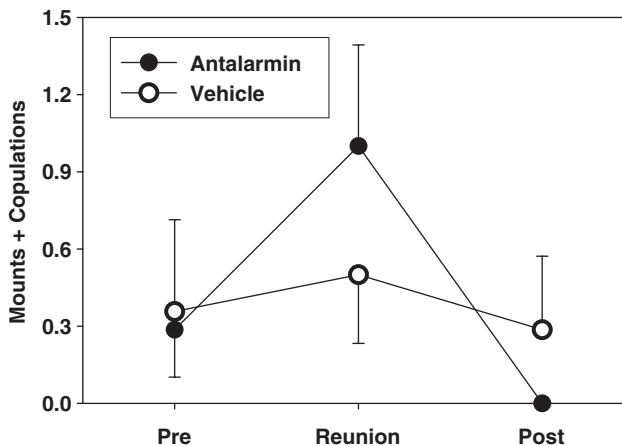 Mounts + Copulations
1.5
1.2
0.9
0.6
0.3
0.0
Antalarmin
Vehicle
Pre Reunion Post